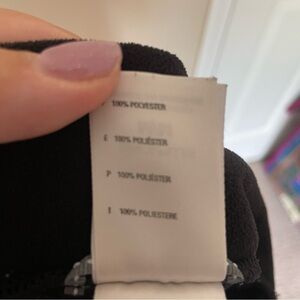 100% POLYESTER
E 100% POLIÉSTER
P 100% POLIÉSTER
I 100% POLIESTERE